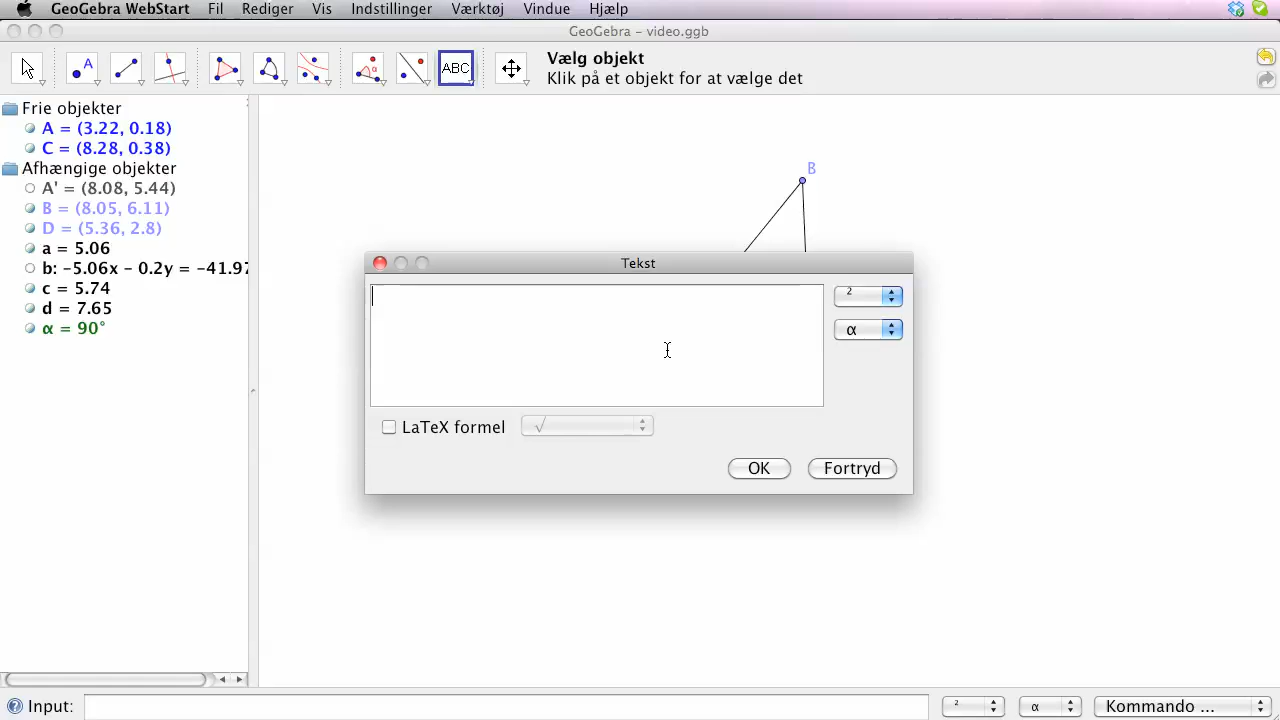 GeoGebra WebStart Fil Rediger Vis Indstillinger Værktøj Vindue Hjælp
GeoGebra – video.ggb
A
ABC
Vælg objekt
Klik på et objekt for at vælge det
Frie objekter
A = (3.22, 0.18)
C = (8.28, 0.38)
Afhængige objekter
A' = (8.08, 5.44)
B = (8.05, 6.11)
D = (5.36, 2.8)
a = 5.06
b: -5.06x - 0.2y = -41.97
c = 5.74
d = 7.65
α = 90°
B
Tekst
²
α
LaTeX formel √
OK Fortryd
Input: ² α Kommando ...